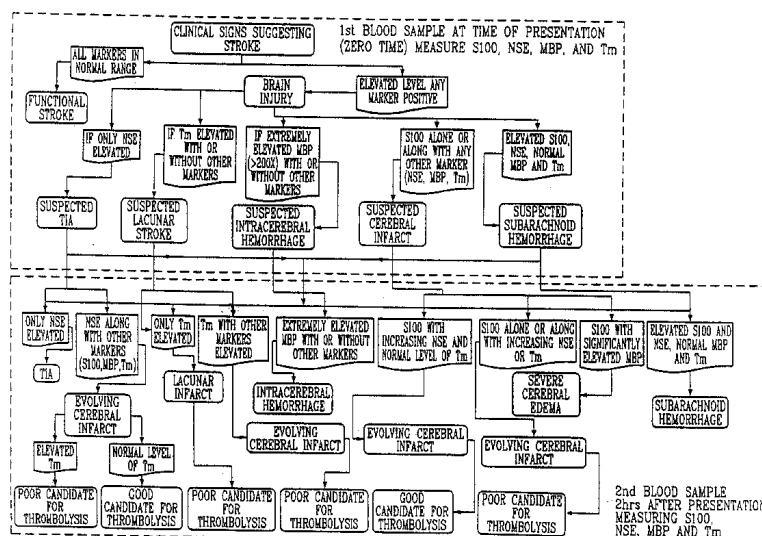 CLINICAL SIGNS SUGGESTING
STROKE
1st BLOOD SAMPLE AT TIME OF PRESENTATION
(ZERO TIME) MEASURE S100, NSE, MBP, AND Tm
ALL MARKERS IN
NORMAL RANGE
FUNCTIONAL
STROKE
BRAIN
INJURY
ELEVATED LEVEL ANY
MARKER POSITIVE
IF ONLY NSE
ELEVATED
IF Tm ELEVATED
WITH OR
WITHOUT OTHER
MARKERS
IF EXTREMELY
ELEVATED MBP
(>200X) WITH OR
WITHOUT OTHER
MARKERS
S100 ALONE OR
ALONG WITH ANY
OTHER MARKER
(NSE, MBP, Tm)
ELEVATED S100,
NSE, NORMAL
MBP AND Tm
SUSPECTED
TIA
SUSPECTED
LACUNAR
STROKE
SUSPECTED
INTRACEREBRAL
HEMORRHAGE
SUSPECTED
CEREBRAL
INFARCT
SUSPECTED
SUBARACHNOID
HEMORRHAGE
ONLY NSE
ELEVATED
NSE ALONG
WITH OTHER
MARKERS
(S100,MBP,Tm)
ONLY Tm
ELEVATED
Tm WITH OTHER
MARKERS
ELEVATED
EXTREMELY ELEVATED
MBP WITH OR WITHOUT
OTHER MARKERS
S100 WITH
INCREASING NSE AND
NORMAL LEVEL OF Tm
S100 ALONE OR ALONG
WITH INCREASING NSE
OR Tm
S100 WITH
SIGNIFICANTLY
ELEVATED MBP
ELEVATED S100 AND
NSE, NORMAL MBP
AND Tm
TIA
LACUNAR
INFARCT
INTRACEREBRAL
HEMORRHAGE
SEVERE
CEREBRAL
EDEMA
SUBARACHNOID
HEMORRHAGE
EVOLVING
CEREBRAL
INFARCT
EVOLVING
CEREBRAL INFARCT
EVOLVING CEREBRAL
INFARCT
EVOLVING CEREBRAL
INFARCT
ELEVATED
Tm
NORMAL LEVEL
OF Tm
POOR CANDIDATE
FOR
THROMBOLYSIS
GOOD
CANDIDATE FOR
THROMBOLYSIS
POOR CANDIDATE
FOR
THROMBOLYSIS
POOR CANDIDATE
FOR
THROMBOLYSIS
GOOD
CANDIDATE FOR
THROMBOLYSIS
POOR CANDIDATE
FOR
THROMBOLYSIS
2nd BLOOD SAMPLE
2hrs AFTER PRESENTATION
MEASURING S100,
NSE, MBP AND Tm